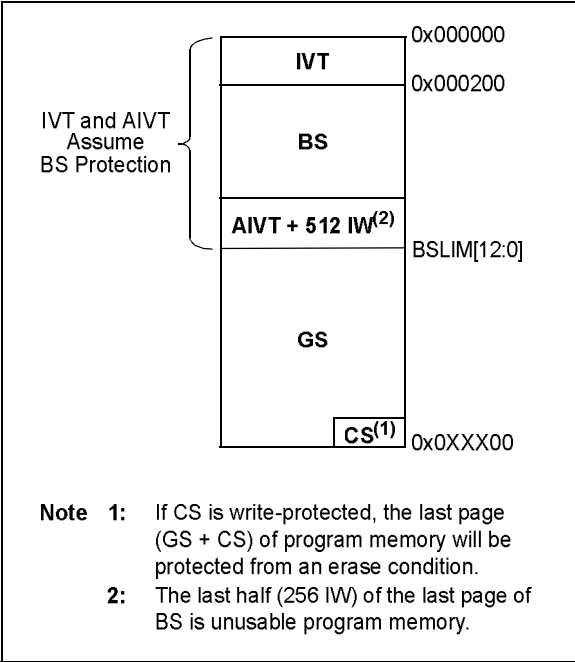 0x000000
IVT
0x000200
IVT and AIVT
Assume
BS Protection
BS
AIVT + 512 IW(2)
BSLIM[12:0]
GS
CS(1)
0x0XXX00
Note 1: If CS is write-protected, the last page
(GS + CS) of program memory will be
protected from an erase condition.
2: The last half (256 IW) of the last page of
BS is unusable program memory.